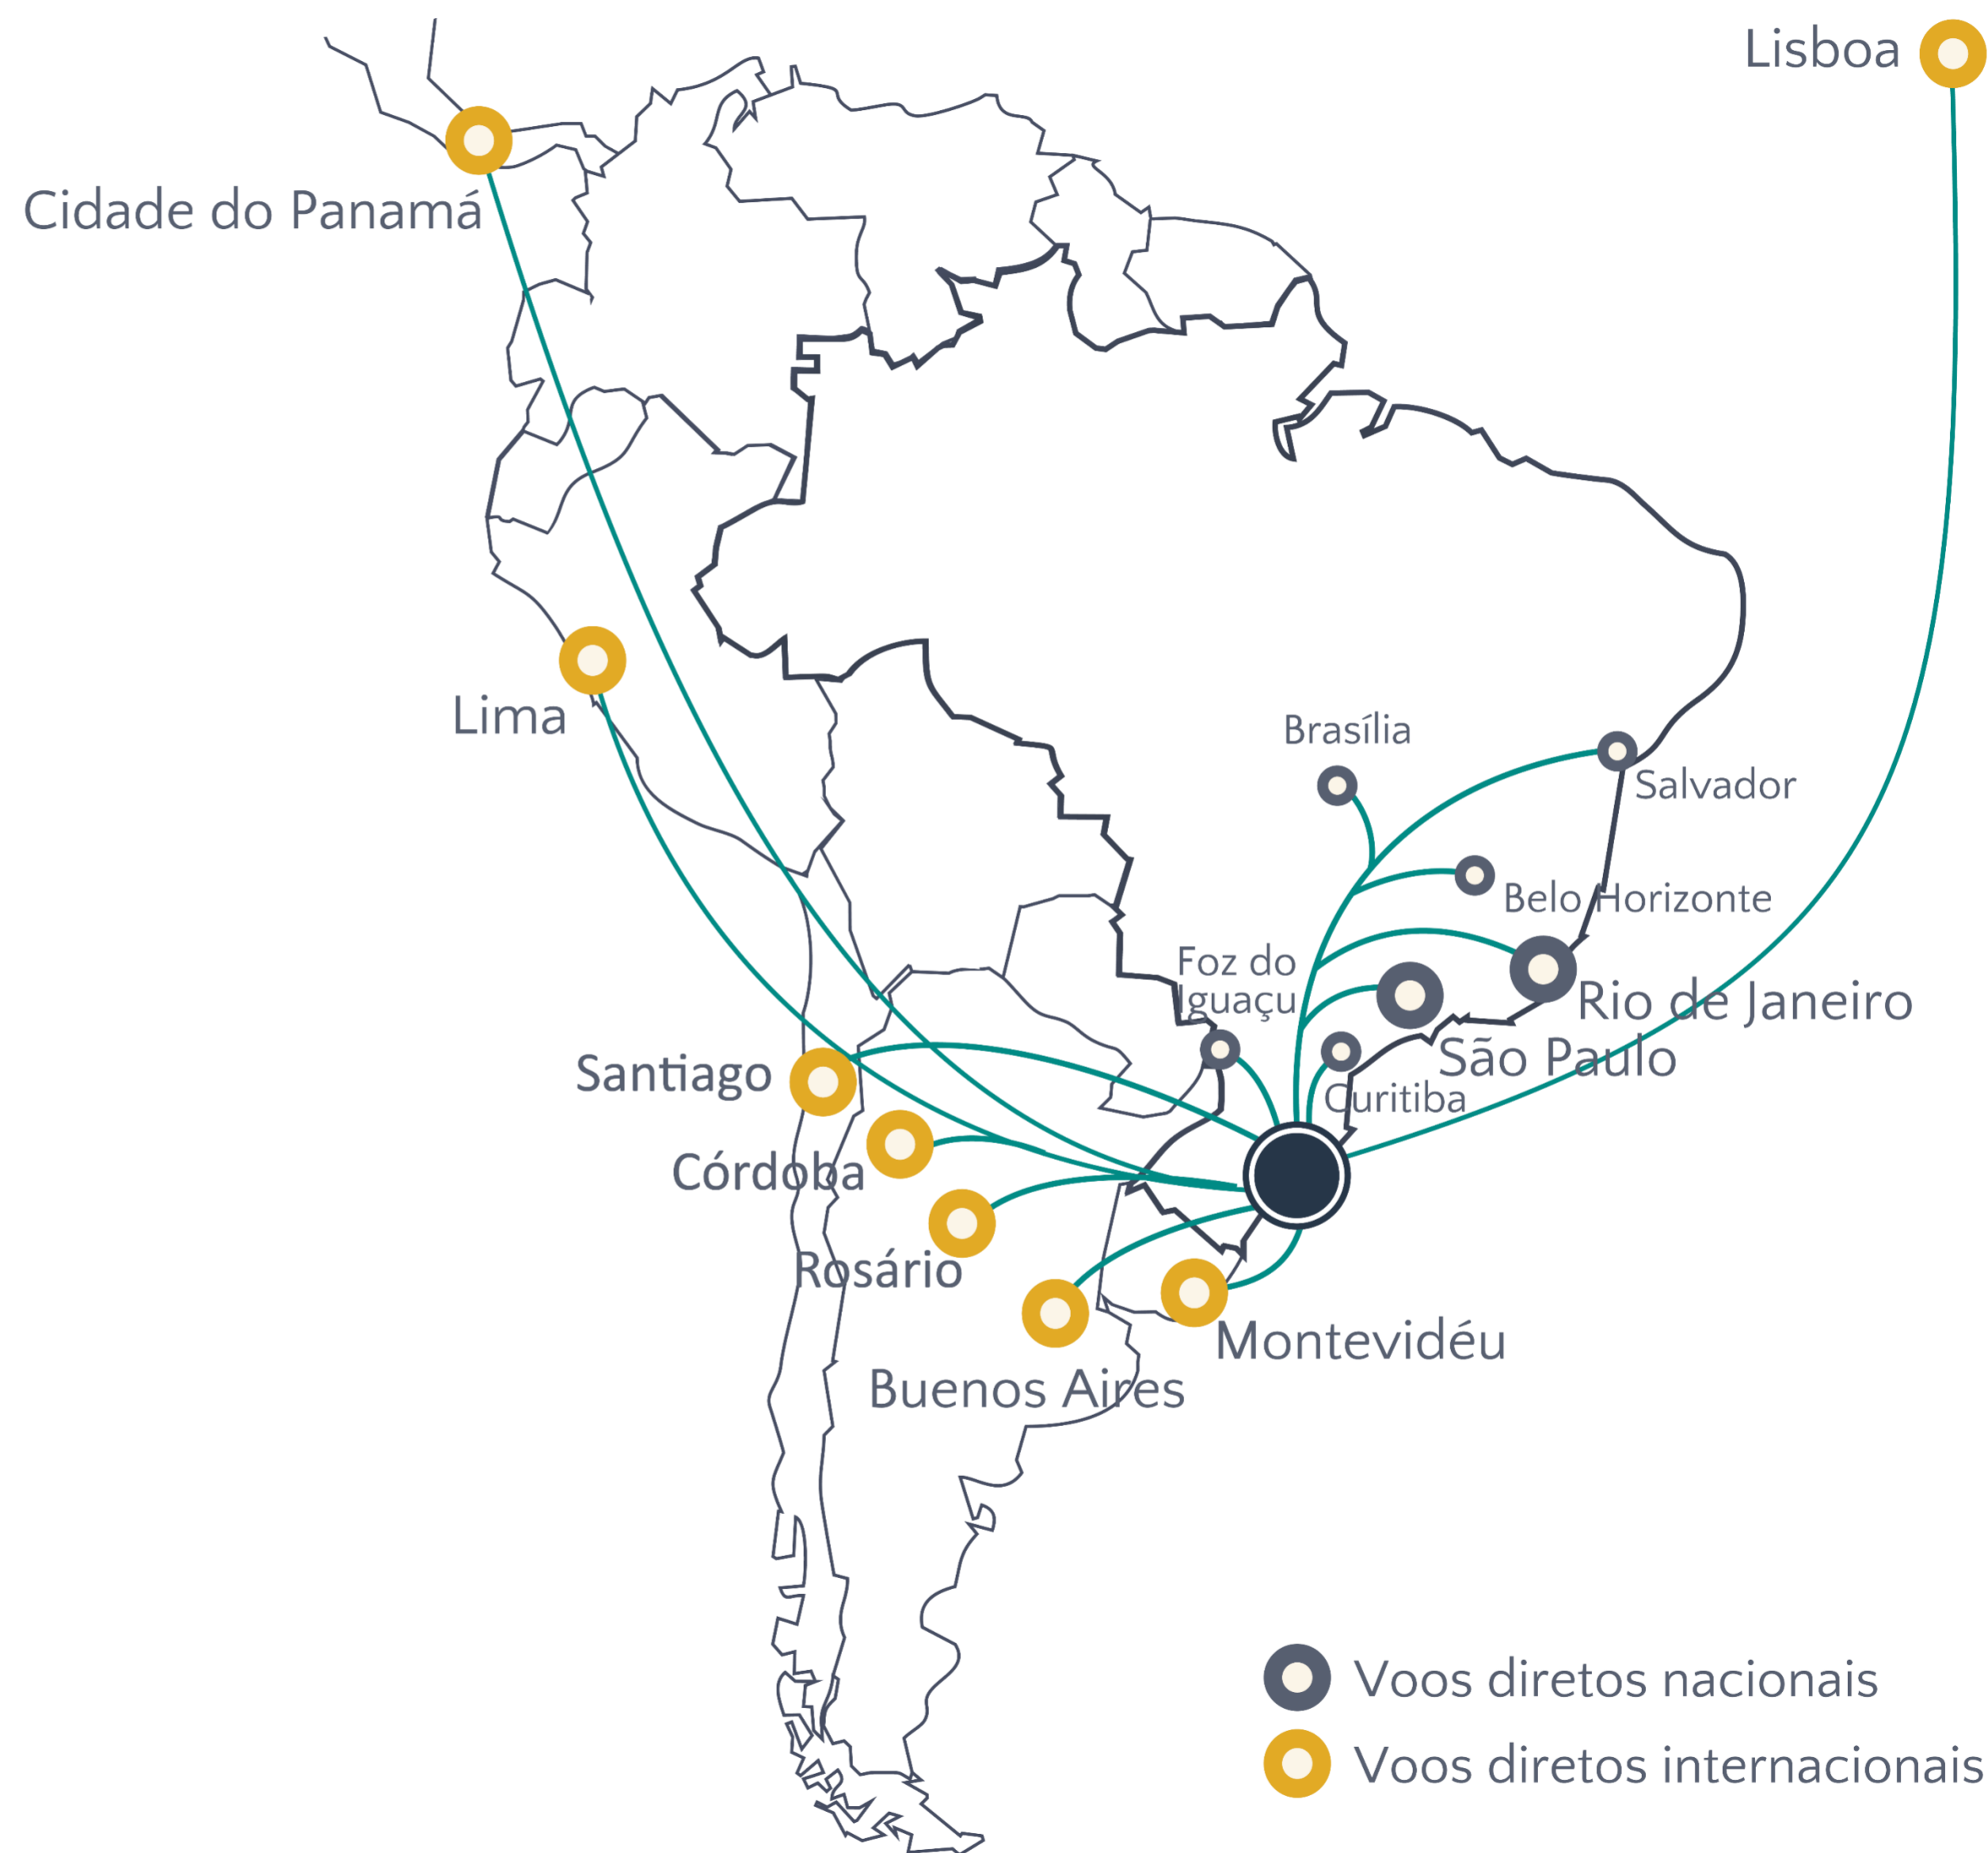 Lisboa
Cidade do Panamá
Lima
Brasília
Salvador
Belo Horizonte
Foz do
Iguaçu
Rio de Janeiro
São Paulo
Curitiba
Santiago
Córdoba
Rosário
Montevidéu
Buenos Aires
Voos diretos nacionais
Voos diretos internacionais